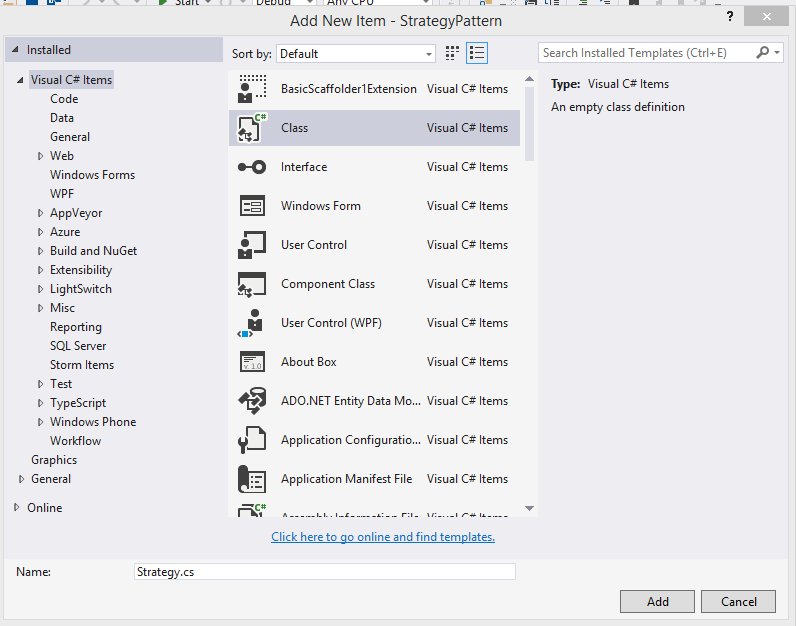 Start
Debug
Any CPU
Add New Item - StrategyPattern
?
Installed
Sort by: Default
Search Installed Templates (Ctrl+E)
Visual C# Items
Code
Data
General
Web
Windows Forms
WPF
AppVeyor
Azure
Build and NuGet
Extensibility
LightSwitch
Misc
Reporting
SQL Server
Storm Items
Test
TypeScript
Windows Phone
Workflow
Graphics
General
Online
BasicScaffolder1Extension Visual C# Items
C# Class Visual C# Items
Interface Visual C# Items
Windows Form Visual C# Items
User Control Visual C# Items
Component Class Visual C# Items
User Control (WPF) Visual C# Items
v. 1.0 About Box Visual C# Items
ADO.NET Entity Data Mo... Visual C# Items
Application Configuratio... Visual C# Items
Application Manifest File Visual C# Items
C# Assembly Information File Visual C# Items
Type: Visual C# Items
An empty class definition
Click here to go online and find templates.
Name: Strategy.cs
Add Cancel